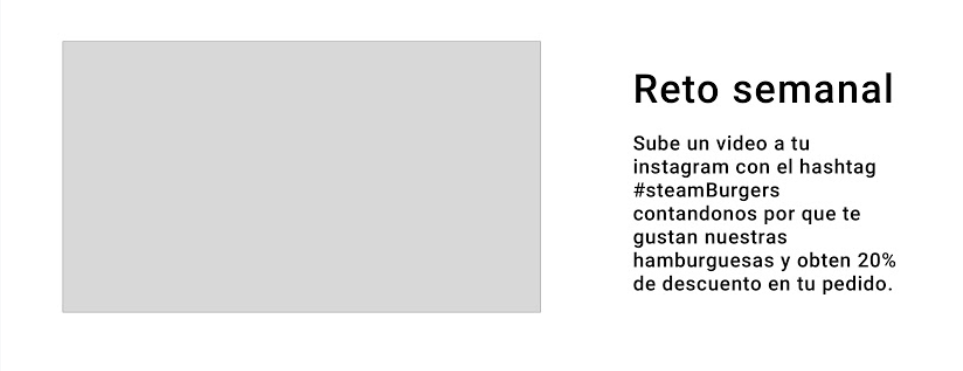 Reto semanal
Sube un video a tu
instagram con el hashtag
#steamBurgers
contandonos por que te
gustan nuestras
hamburguesas y obten 20%
de descuento en tu pedido.